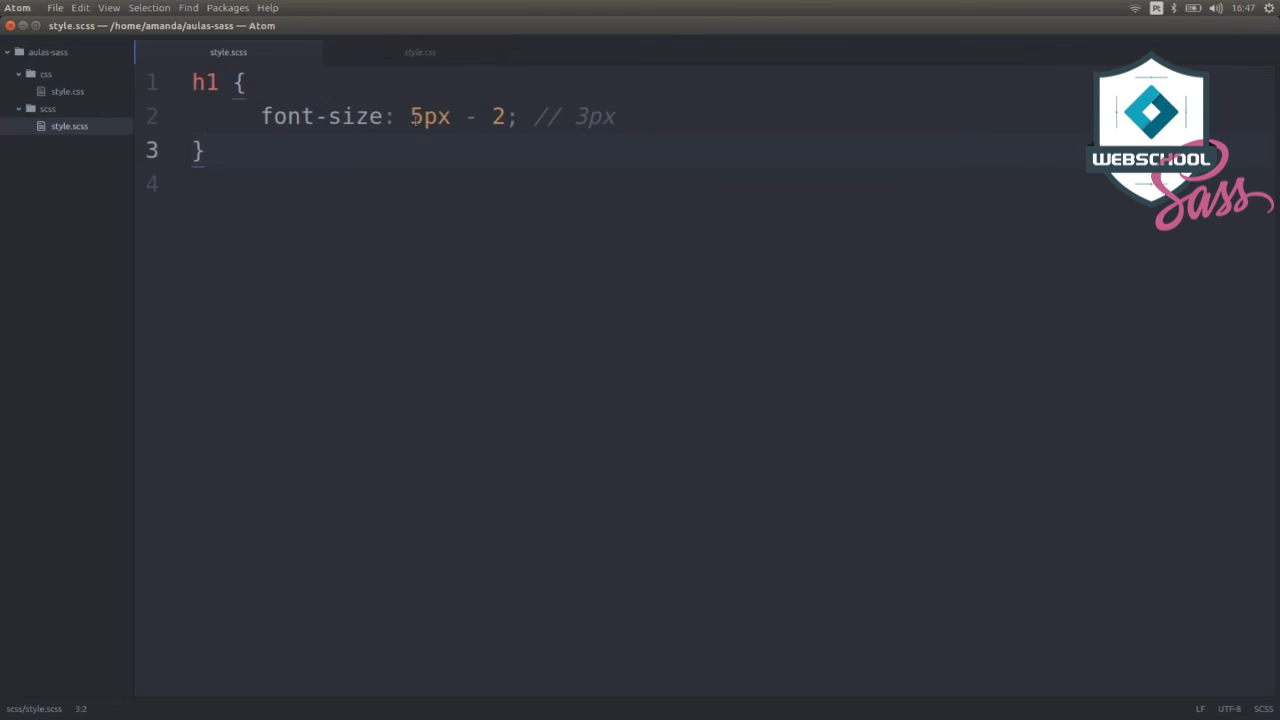 Atom File Edit View Selection Find Packages Help Pt 16:47
style.scss — /home/amanda/aulas-sass — Atom
aulas-sass
css
style.css
scss
style.scss
style.scss style.css
1 h1 {
2 font-size: 5px - 2; // 3px
3 }
4
WEBSCHOOL
Sass
scss/style.scss 3:2 LF UTF-8 SCSS